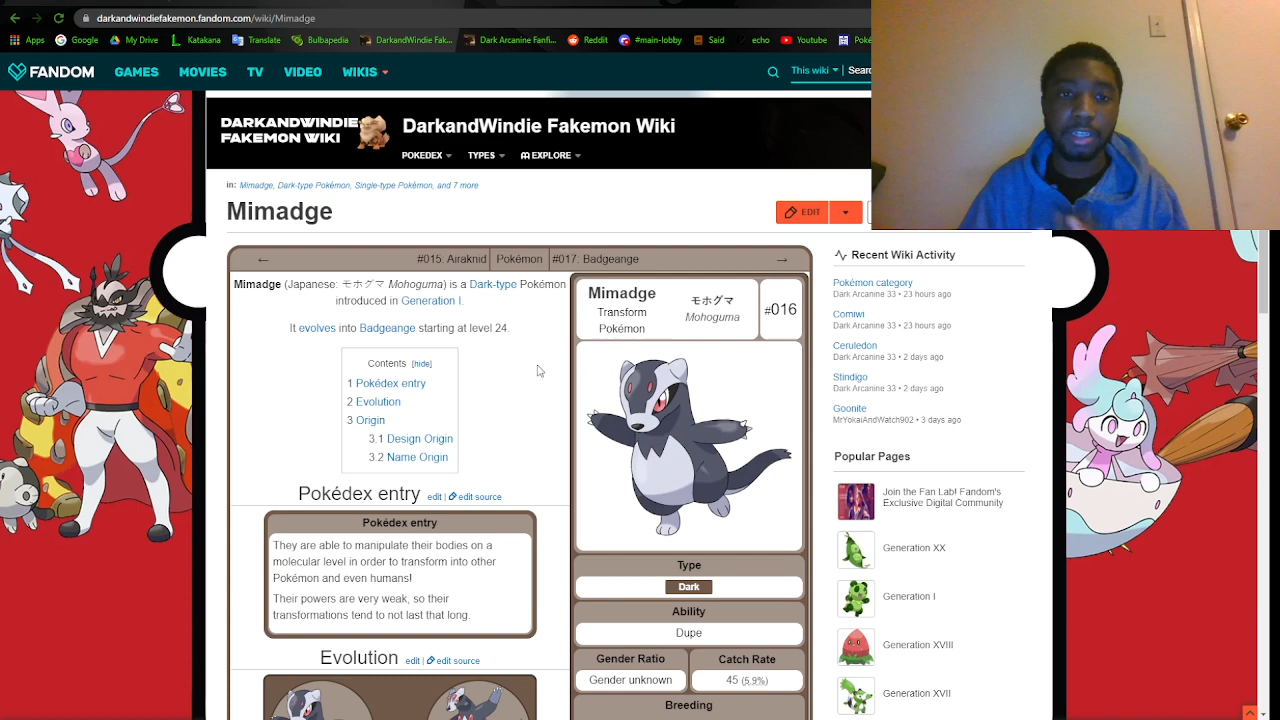 darkandwindiefakemon.fandom.com/wiki/Mimadge
Apps Google My Drive Katakana Translate Bulbapedia DarkandWindie Fak... Dark Arcanine Fanfi... Reddit #main-lobby Said echo YouTube Poké
FANDOM GAMES MOVIES TV VIDEO WIKIS This wiki Searc
DARKANDWINDIE
FAKEMON WIKI
DarkandWindie Fakemon Wiki
POKEDEX TYPES EXPLORE
in: Mimadge, Dark-type Pokémon, Single-type Pokémon, and 7 more
Mimadge
EDIT
← #015: Airaknid Pokémon #017: Badgeange →
Mimadge (Japanese: モホグマ Mohoguma) is a Dark-type Pokémon
introduced in Generation I.
It evolves into Badgeange starting at level 24.
Contents [hide]
1 Pokédex entry
2 Evolution
3 Origin
3.1 Design Origin
3.2 Name Origin
Pokédex entry edit | edit source
Pokédex entry
They are able to manipulate their bodies on a
molecular level in order to transform into other
Pokémon and even humans!
Their powers are very weak, so their
transformations tend to not last that long.
Evolution edit | edit source
Mimadge
Transform
Pokémon
モホグマ
Mohoguma
#016
Type
Dark
Ability
Dupe
Gender Ratio
Gender unknown
Catch Rate
45 (5.9%)
Breeding
Recent Wiki Activity
Pokémon category
Dark Arcanine 33 • 23 hours ago
Comiwi
Dark Arcanine 33 • 23 hours ago
Ceruledon
Dark Arcanine 33 • 2 days ago
Stindigo
Dark Arcanine 33 • 2 days ago
Goonite
MrYokaiAndWatch902 • 3 days ago
Popular Pages
Join the Fan Lab! Fandom's
Exclusive Digital Community
Generation XX
Generation I
Generation XVIII
Generation XVII